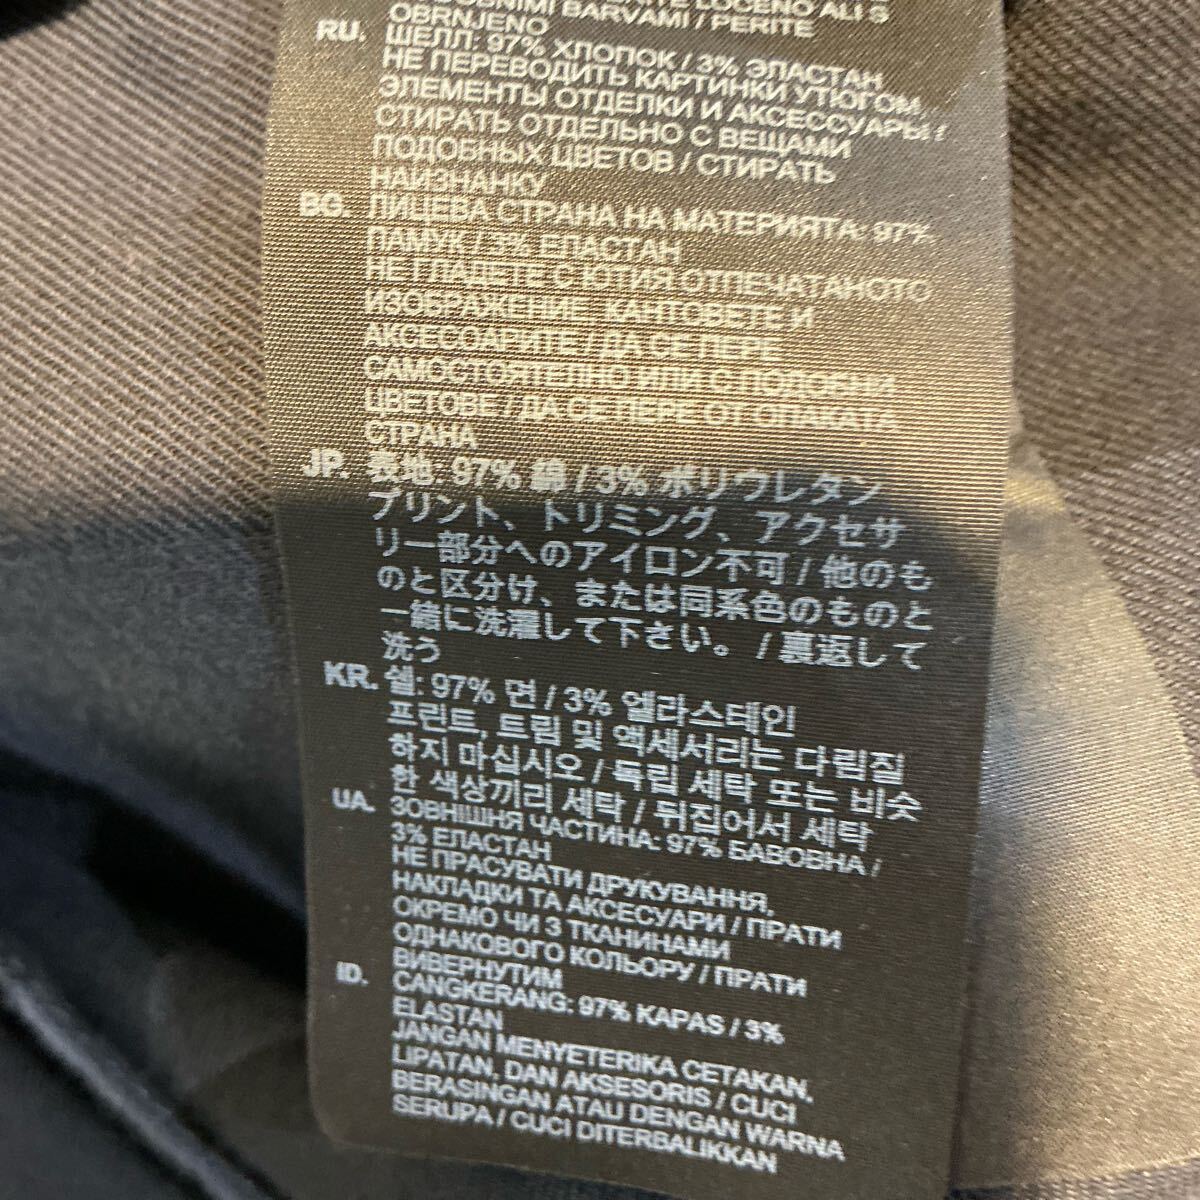 LOČENO ALI S
PODOBNIMI BARVAMI / PERITE
OBRNJENO
RU. ШЕЛЛ: 97% ХЛОПОК / 3% ЭЛАСТАН
НЕ ПЕРЕВОДИТЬ КАРТИНКИ УТЮГОМ,
ЭЛЕМЕНТЫ ОТДЕЛКИ И АКСЕССУАРЫ /
СТИРАТЬ ОТДЕЛЬНО С ВЕЩАМИ
ПОДОБНЫХ ЦВЕТОВ / СТИРАТЬ
НАИЗНАНКУ
BG. ЛИЦЕВА СТРАНА НА МАТЕРИЯТА: 97%
ПАМУК / 3% ЕЛАСТАН
НЕ ГЛАДЕТЕ С ЮТИЯ ОТПЕЧАТАНОТО
ИЗОБРАЖЕНИЕ, КАНТОВЕТЕ И
АКСЕСОАРИТЕ / ДА СЕ ПЕРЕ
САМОСТОЯТЕЛНО ИЛИ С ПОДОБНИ
ЦВЕТОВЕ / ДА СЕ ПЕРЕ ОТ ОПАКАТА
СТРАНА
JP. 表地: 97% 綿 / 3% ポリウレタン
プリント、トリミング、アクセサ
リー部分へのアイロン不可 / 他のも
のと区分け、または同系色のものと
一緒に洗濯して下さい。 / 裏返して
洗う
KR. 쉘: 97% 면 / 3% 엘라스테인
프린트, 트림 및 액세서리는 다림질
하지 마십시오 / 독립 세탁 또는 비슷
한 색상끼리 세탁 / 뒤집어서 세탁
UA. ЗОВНІШНЯ ЧАСТИНА: 97% БАВОВНА /
3% ЕЛАСТАН
НЕ ПРАСУВАТИ ДРУКУВАННЯ,
НАКЛАДКИ ТА АКСЕСУАРИ / ПРАТИ
ОКРЕМО ЧИ З ТКАНИНАМИ
ОДНАКОВОГО КОЛЬОРУ / ПРАТИ
ВИВЕРНУТИМ
ID. CANGKERANG: 97% KAPAS / 3%
ELASTAN
JANGAN MENYETERIKA CETAKAN,
LIPATAN, DAN AKSESORIS / CUCI
BERASINGAN ATAU DENGAN WARNA
SERUPA / CUCI DITERBALIKKAN